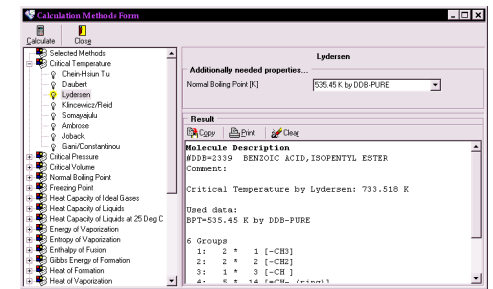 Calculation Methods Form
Calculate
Close
Selected Methods
Critical Temperature
Chein-Hsiun Tu
Daubert
Lydersen
Klincewicz/Reid
Somayajulu
Ambrose
Joback
Gani/Constantinou
Critical Pressure
Critical Volume
Normal Boiling Point
Freezing Point
Heat Capacity of Ideal Gases
Heat Capacity of Liquids
Heat Capacity of Liquids at 25 Deg C
Energy of Vaporization
Entropy of Vaporization
Enthalpy of Fusion
Gibbs Energy of Formation
Heat of Formation
Heat of Vaporization
Lydersen
Additionally needed properties...
Normal Boiling Point [K]
535.45 K by DDB-PURE
Result
Copy Print Clear
Molecule Description
#DDB=2339 BENZOIC ACID,ISOPENTYL ESTER
Comment:
Critical Temperature by Lydersen: 733.518 K
Used data:
BPT=535.45 K by DDB-PURE
6 Groups
1: 2 * 1 [-CH3]
2: 2 * 2 [-CH2]
3: 1 * 3 [-CH ]
4: 5 * 14 [=CH- (ring)]